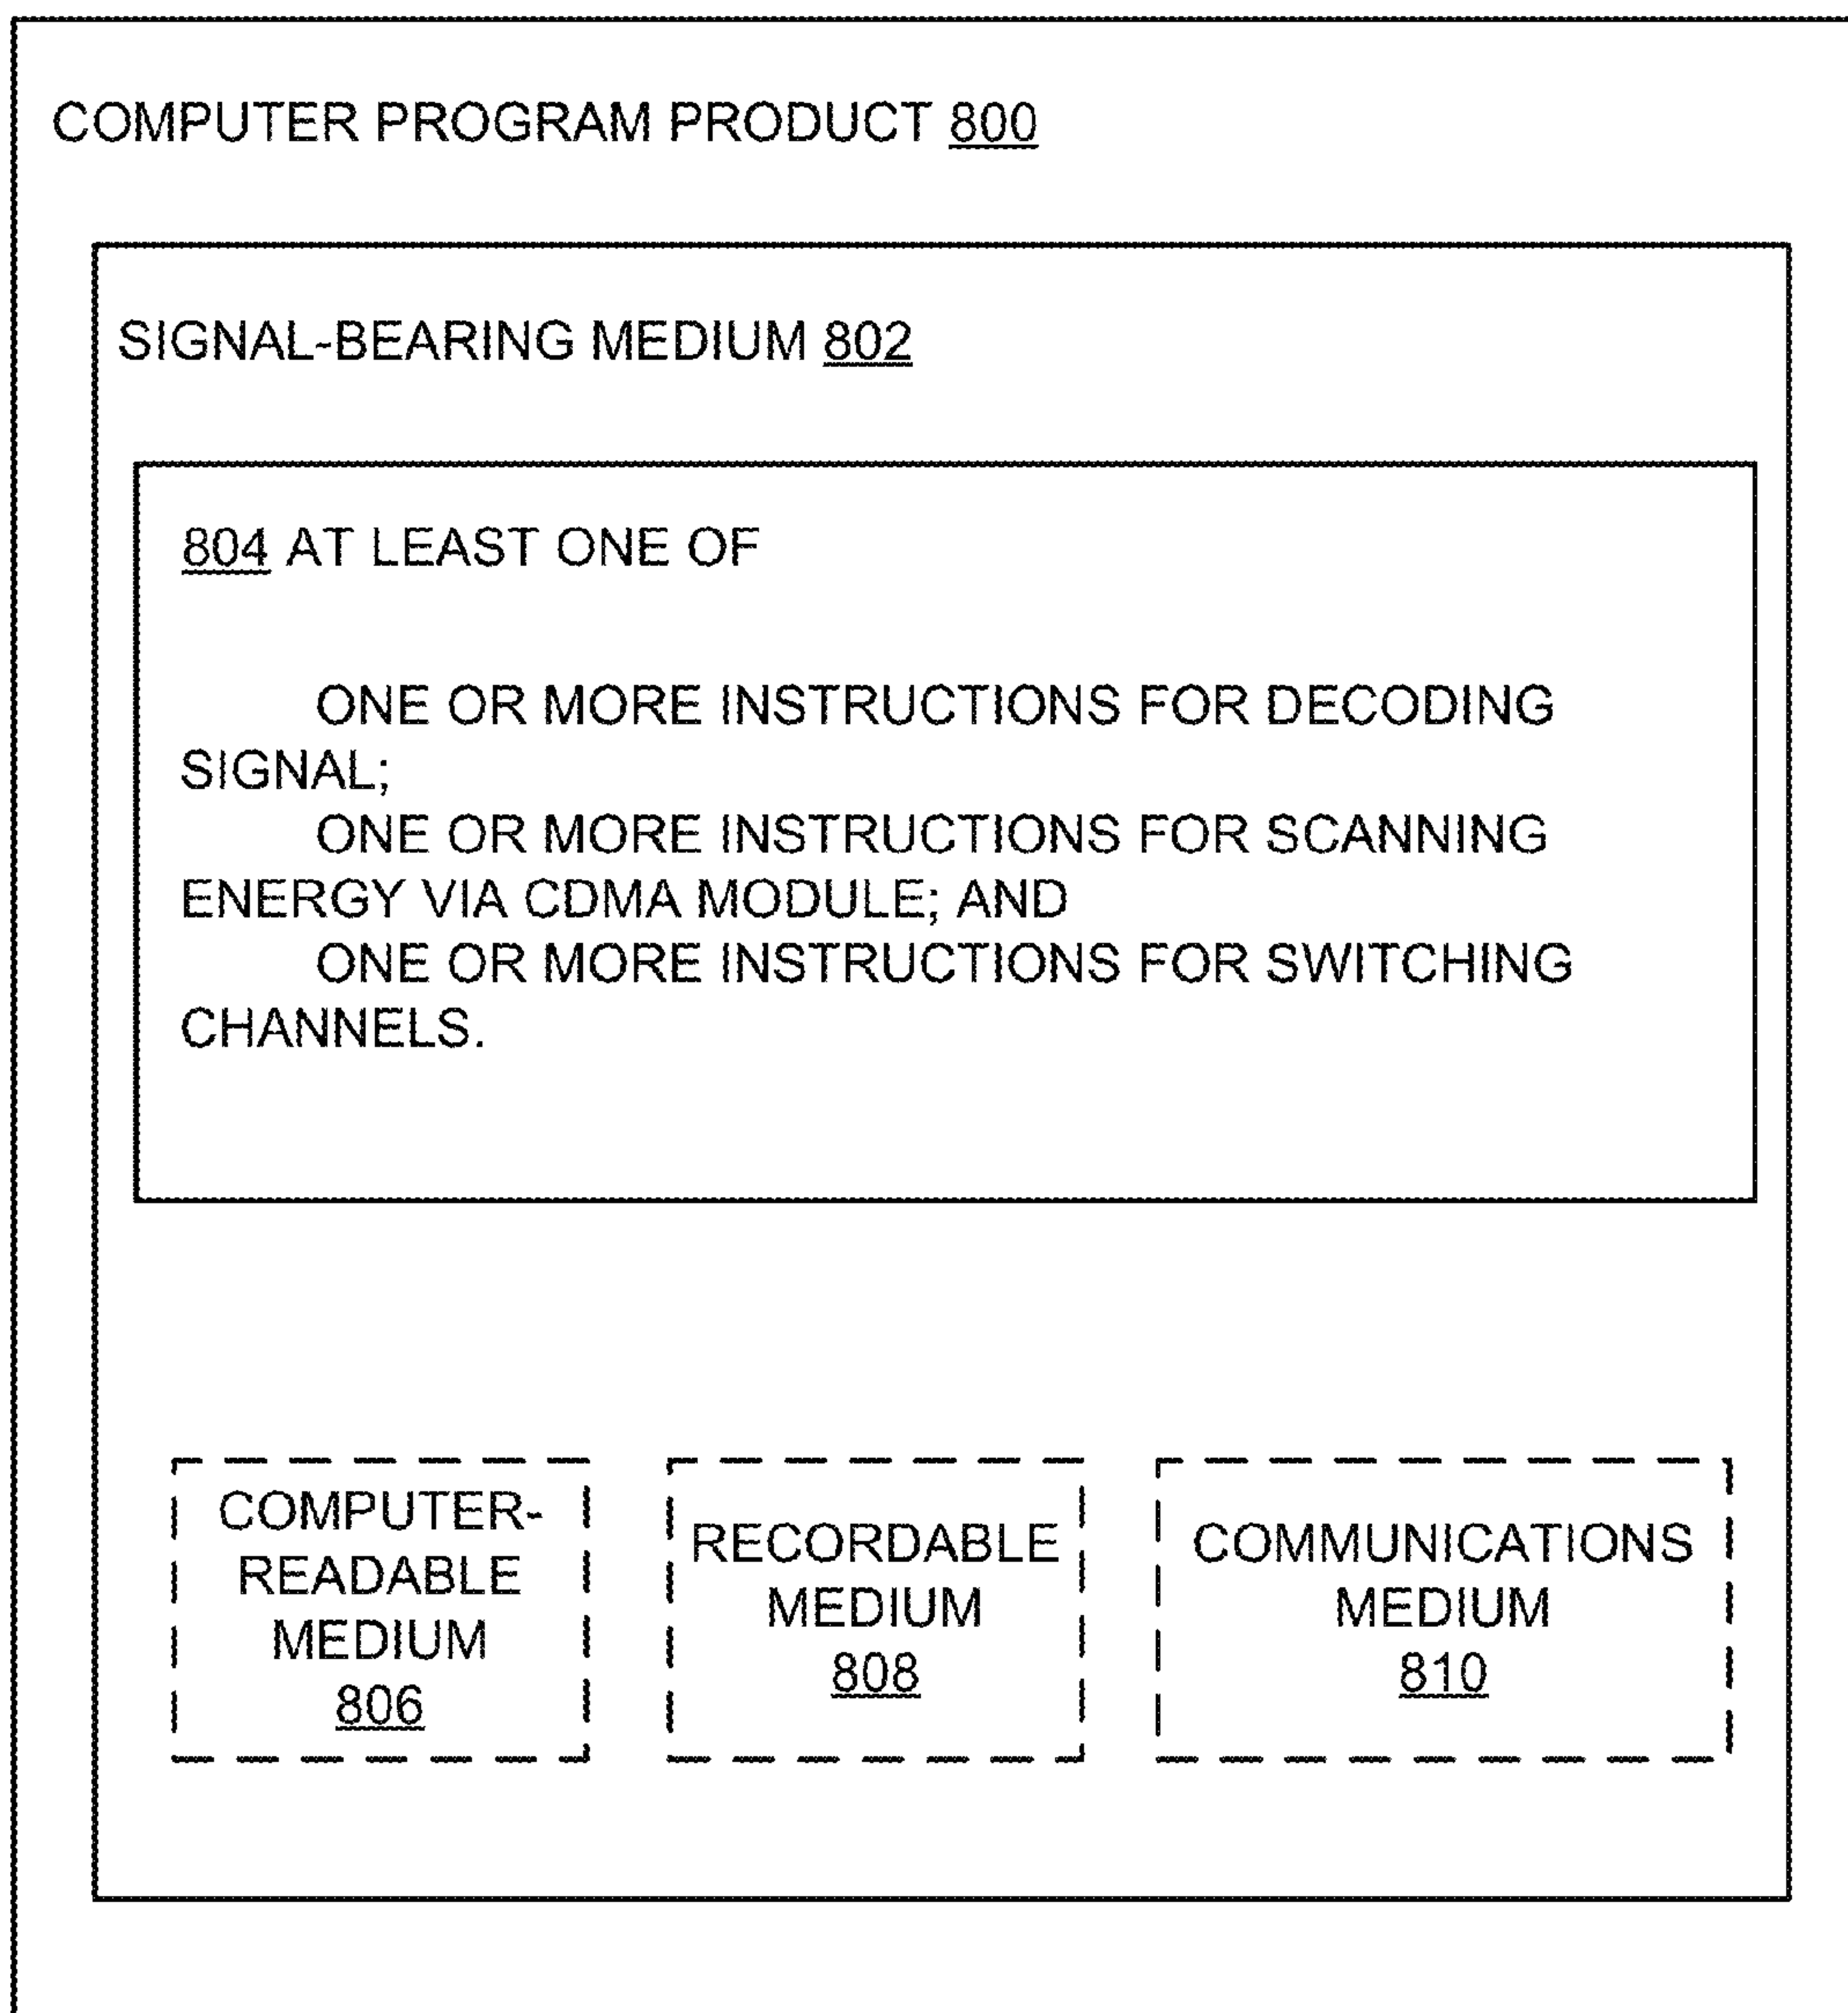 COMPUTER PROGRAM PRODUCT 800
SIGNAL-BEARING MEDIUM 802
804 AT LEAST ONE OF
ONE OR MORE INSTRUCTIONS FOR DECODING
SIGNAL;
ONE OR MORE INSTRUCTIONS FOR SCANNING
ENERGY VIA CDMA MODULE; AND
ONE OR MORE INSTRUCTIONS FOR SWITCHING
CHANNELS.
COMPUTER-
READABLE
MEDIUM
806
RECORDABLE
MEDIUM
808
COMMUNICATIONS
MEDIUM
810